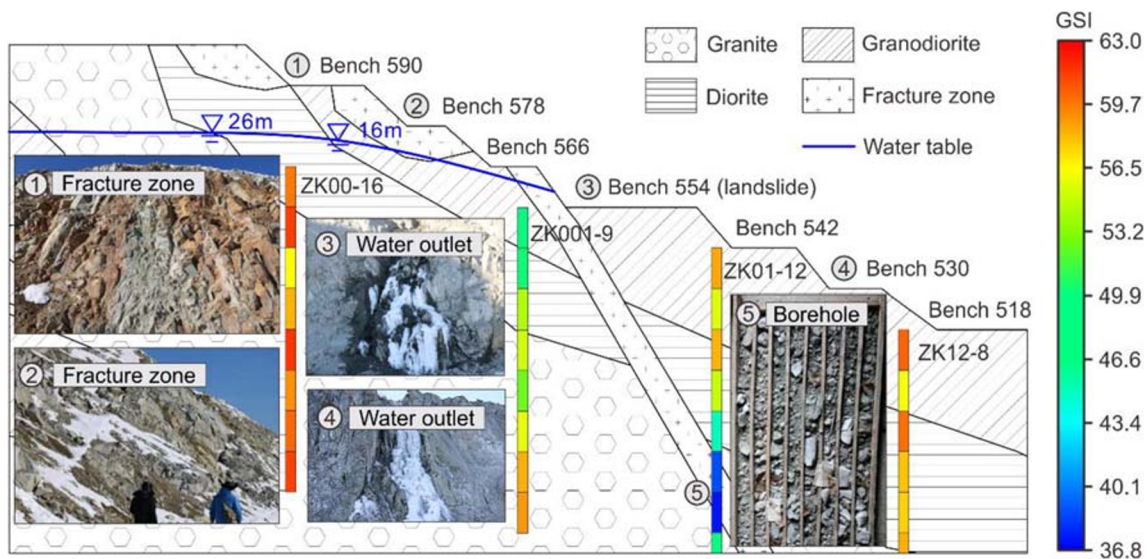 GSI
63.0
59.7
56.5
53.2
49.9
46.6
43.4
40.1
36.8
Granite
Granodiorite
Diorite
Fracture zone
Water table
① Bench 590
② Bench 578
Bench 566
③ Bench 554 (landslide)
Bench 542
④ Bench 530
Bench 518
26m
16m
① Fracture zone
ZK00-16
③ Water outlet
ZK001-9
ZK01-12
⑤ Borehole
ZK12-8
② Fracture zone
④ Water outlet
⑤